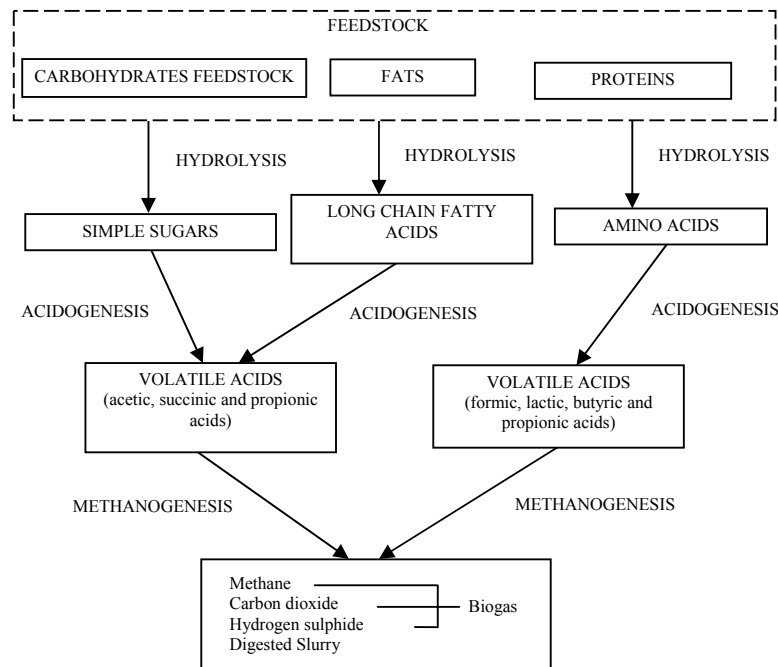 FEEDSTOCK
CARBOHYDRATES FEEDSTOCK
FATS
PROTEINS
HYDROLYSIS
HYDROLYSIS
HYDROLYSIS
SIMPLE SUGARS
LONG CHAIN FATTY
ACIDS
AMINO ACIDS
ACIDOGENESIS
ACIDOGENESIS
ACIDOGENESIS
VOLATILE ACIDS
(acetic, succinic and propionic
acids)
VOLATILE ACIDS
(formic, lactic, butyric and
propionic acids)
METHANOGENESIS
METHANOGENESIS
Methane
Carbon dioxide
Biogas
Hydrogen sulphide
Digested Slurry